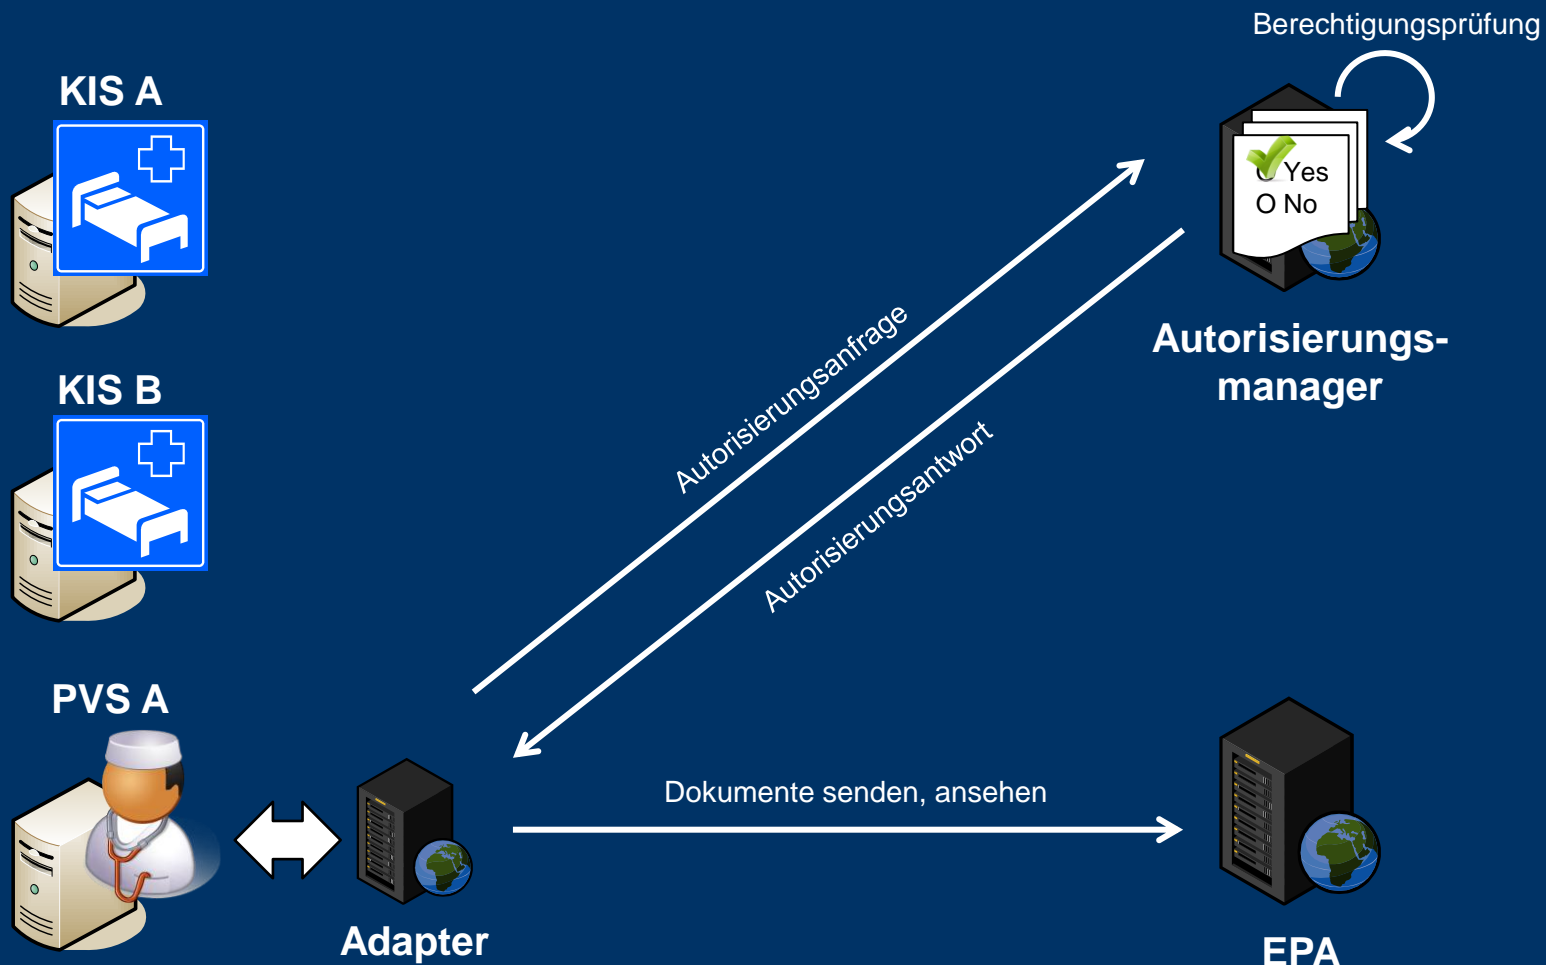 Berechtigungsprüfung
KIS A
Yes
O No
Autorisierungs-
manager
KIS B
Autorisierungsanfrage
Autorisierungsantwort
PVS A
Dokumente senden, ansehen
Adapter
EPA